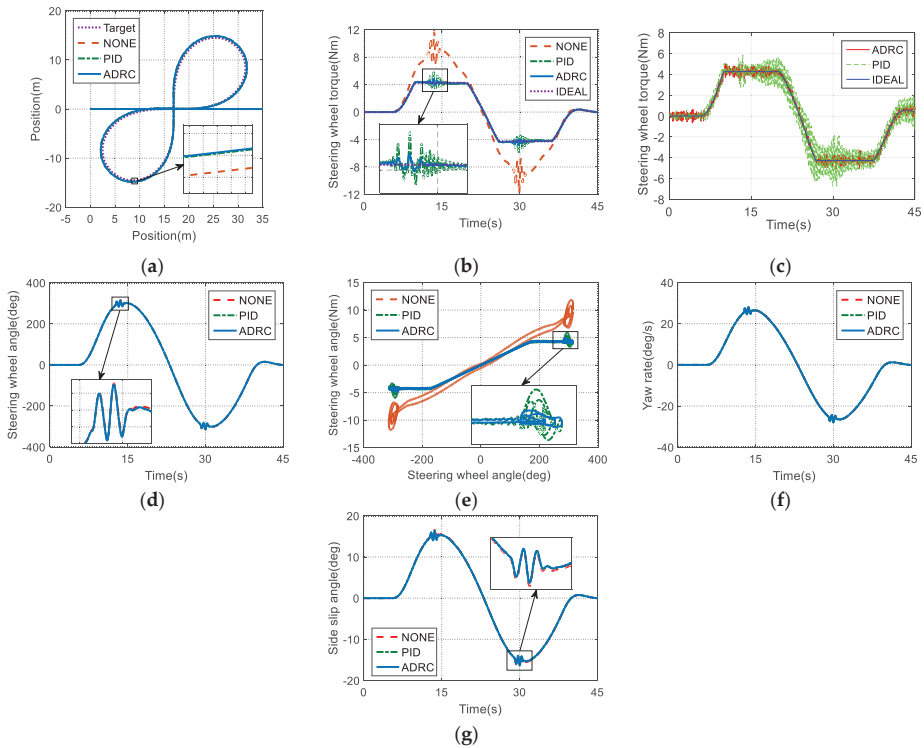 20
10
0
-10
-20
-5 0 5 10 15 20 25 30 35
Position(m)
Position(m)
Target
NONE
PID
ADRC
(a)
12
8
4
0
-4
-8
-12
0 15 30 45
Time(s)
Steering wheel torque(Nm)
NONE
PID
ADRC
IDEAL
(b)
8
6
4
2
0
-2
-4
-6
-8
0 15 30 45
Time(s)
Steering wheel torque(Nm)
ADRC
PID
IDEAL
(c)
400
200
0
-200
-400
0 15 30 45
Time(s)
Steering wheel angle(deg)
NONE
PID
ADRC
(d)
15
10
5
0
-5
-10
-15
-400 -200 0 200 400
Steering wheel angle(deg)
Steering wheel angle(Nm)
NONE
PID
ADRC
(e)
40
20
0
-20
-40
0 15 30 45
Time(s)
Yaw rate(deg/s)
NONE
PID
ADRC
(f)
20
10
0
-10
-20
0 15 30 45
Time(s)
Side slip angle(deg)
NONE
PID
ADRC
(g)